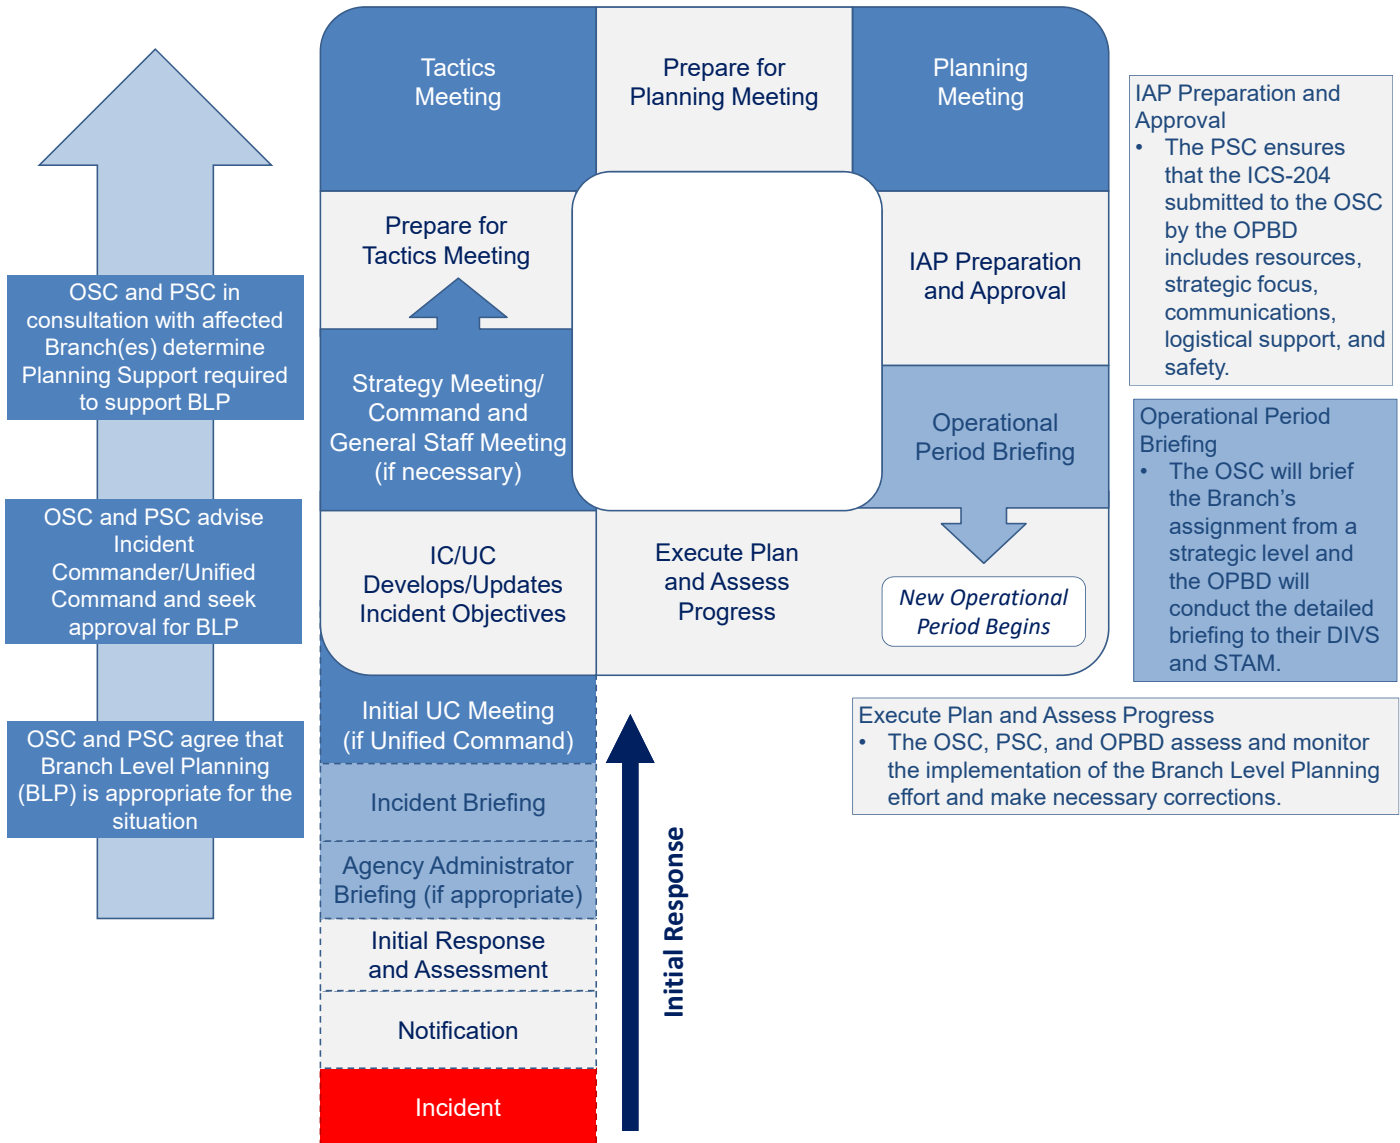 Tactics
Meeting
Prepare for
Planning Meeting
Planning
Meeting
Prepare for
Tactics Meeting
IAP Preparation
and Approval
Strategy Meeting/
Command and
General Staff Meeting
(if necessary)
Operational
Period Briefing
IC/UC
Develops/Updates
Incident Objectives
Execute Plan
and Assess
Progress
New Operational
Period Begins
Initial UC Meeting
(if Unified Command)
Incident Briefing
Agency Administrator
Briefing (if appropriate)
Initial Response
and Assessment
Notification
Incident
Initial Response
OSC and PSC in
consultation with affected
Branch(es) determine
Planning Support required
to support BLP
OSC and PSC advise
Incident
Commander/Unified
Command and seek
approval for BLP
OSC and PSC agree that
Branch Level Planning
(BLP) is appropriate for the
situation
IAP Preparation and
Approval
• The PSC ensures
that the ICS-204
submitted to the OSC
by the OPBD
includes resources,
strategic focus,
communications,
logistical support, and
safety.
Operational Period
Briefing
• The OSC will brief
the Branch's
assignment from a
strategic level and
the OPBD will
conduct the detailed
briefing to their DIVS
and STAM.
Execute Plan and Assess Progress
• The OSC, PSC, and OPBD assess and monitor
the implementation of the Branch Level Planning
effort and make necessary corrections.